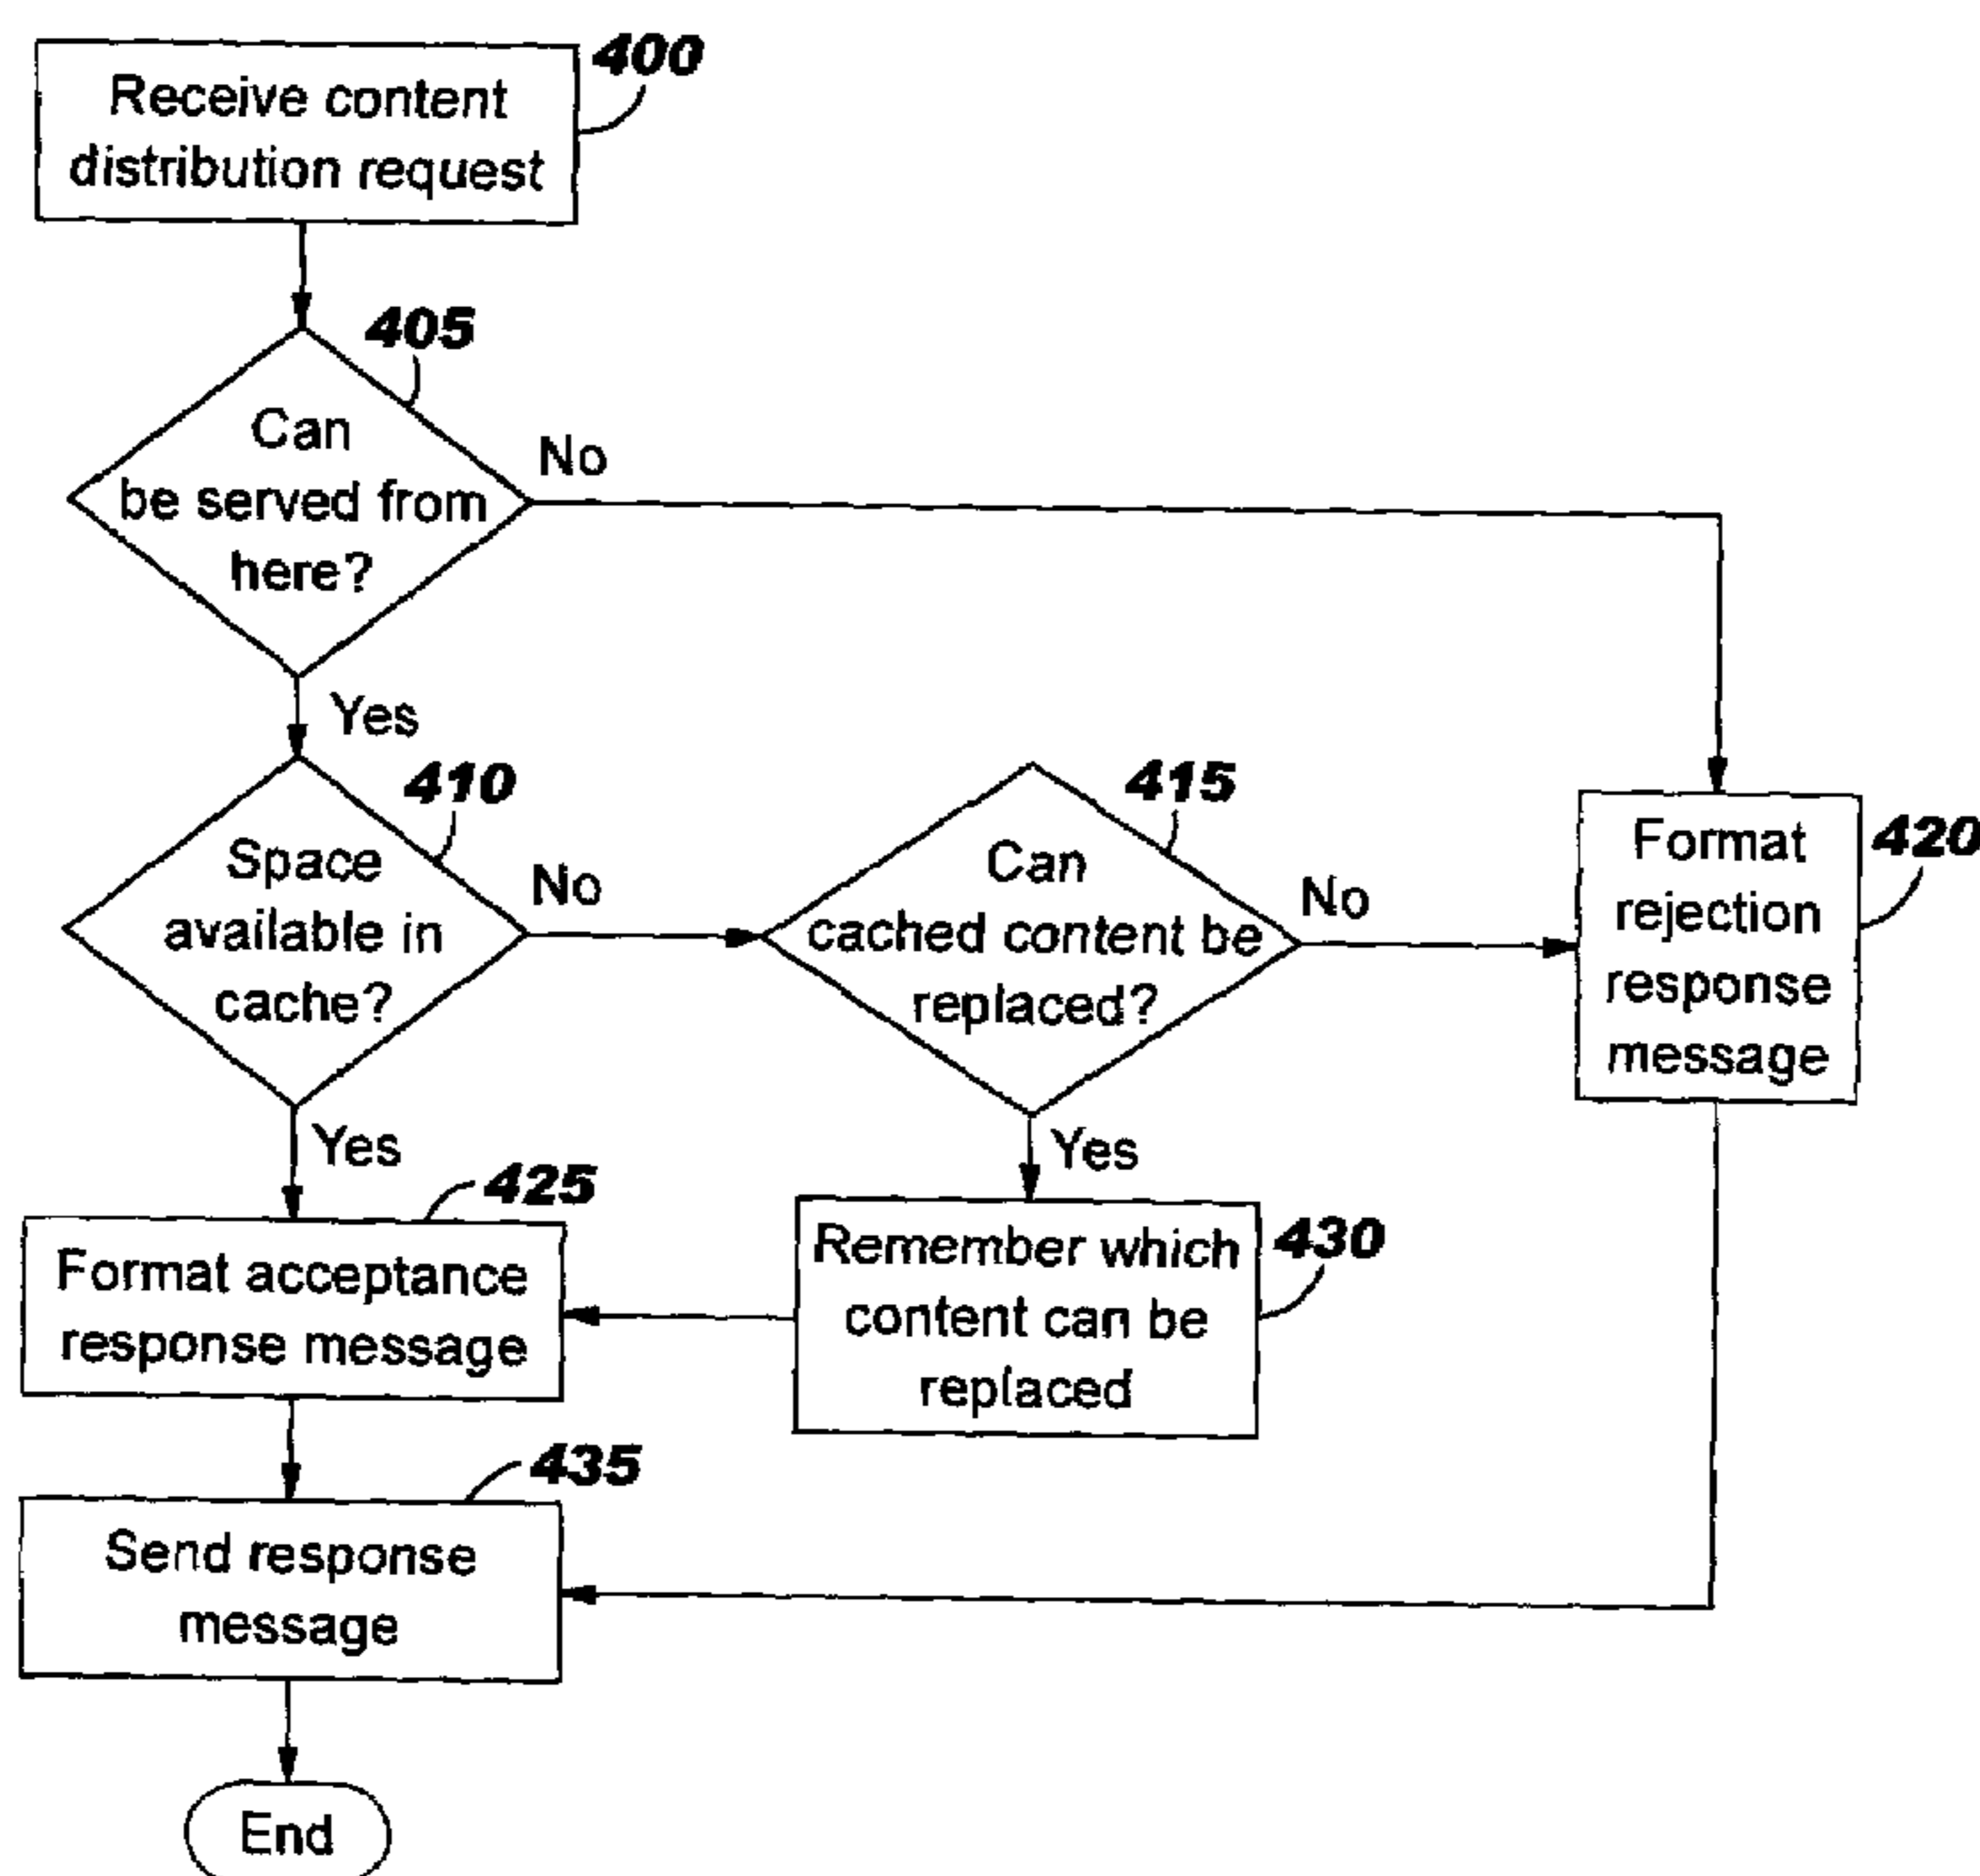 400
Receive content
distribution request
405
Can
be served from
here?
No
Yes
410
Space
available in
cache?
No
415
Can
cached content be
replaced?
No
420
Format
rejection
response
message
Yes
Yes
425
Format acceptance
response message
430
Remember which
content can be
replaced
435
Send response
message
End